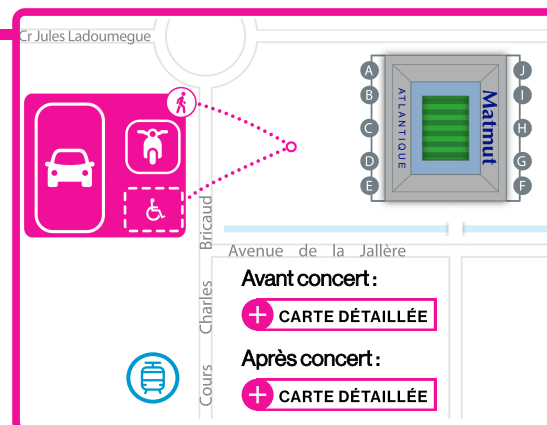 Cr Jules Ladoumegue
A
B
C
D
E
ATLANTIQUE
Matmut
J
I
H
G
F
Avenue de la Jallère
Cours Charles Bricaud
Avant concert :
+ CARTE DÉTAILLÉE
Après concert :
+ CARTE DÉTAILLÉE